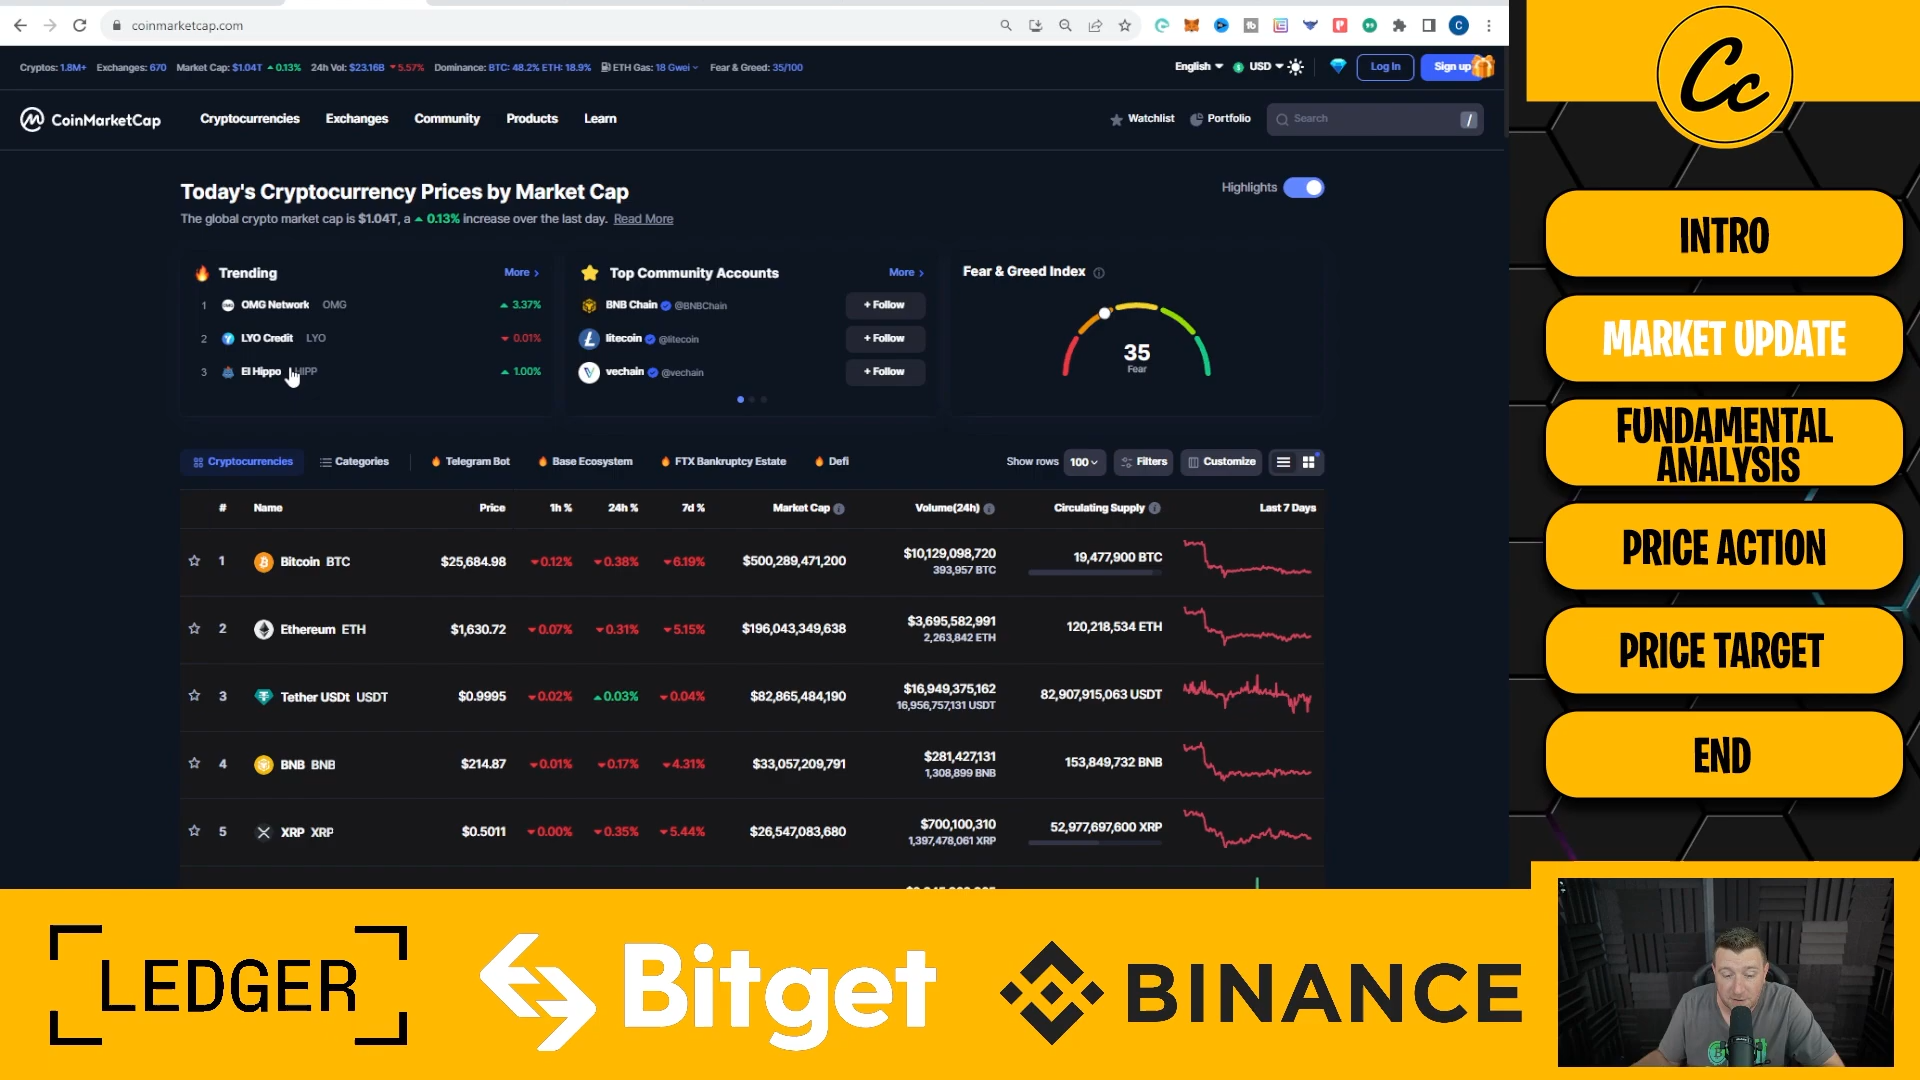 coinmarketcap.com
Cryptos: 1.8M+ Exchanges: 670 Market Cap: $1.04T 0.13% 24h Vol: $23.16B 5.57% Dominance: BTC: 48.2% ETH: 18.9% ETH Gas: 18 Gwei Fear & Greed: 35/100
English USD Log In Sign up
CoinMarketCap Cryptocurrencies Exchanges Community Products Learn
Watchlist Portfolio Search /
Today's Cryptocurrency Prices by Market Cap
Highlights
The global crypto market cap is $1.04T, a 0.13% increase over the last day. Read More
Trending More
1 OMG Network OMG 3.37%
2 LYO Credit LYO 0.01%
3 El Hippo HIPP 1.00%
Top Community Accounts More
BNB Chain @BNBChain + Follow
litecoin @litecoin + Follow
vechain @vechain + Follow
Fear & Greed Index
35
Fear
Cryptocurrencies Categories Telegram Bot Base Ecosystem FTX Bankruptcy Estate Defi
Show rows 100 Filters Customize
# Name Price 1h % 24h % 7d % Market Cap Volume(24h) Circulating Supply Last 7 Days
1 Bitcoin BTC $25,684.98 0.12% 0.38% 6.19% $500,289,471,200 $10,129,098,720 19,477,900 BTC
393,957 BTC
2 Ethereum ETH $1,630.72 0.07% 0.31% 5.15% $196,043,349,638 $3,695,582,991 120,218,534 ETH
2,263,842 ETH
3 Tether USDt USDT $0.9995 0.02% 0.03% 0.04% $82,865,484,190 $16,949,375,162 82,907,915,063 USDT
16,956,757,131 USDT
4 BNB BNB $214.87 0.01% 0.17% 4.31% $33,057,209,791 $281,427,131 153,849,732 BNB
1,308,899 BNB
5 XRP XRP $0.5011 0.00% 0.35% 5.44% $26,547,083,680 $700,100,310 52,977,697,600 XRP
1,397,478,061 XRP
Cc
INTRO
MARKET UPDATE
FUNDAMENTAL
ANALYSIS
PRICE ACTION
PRICE TARGET
END
LEDGER
Bitget
BINANCE